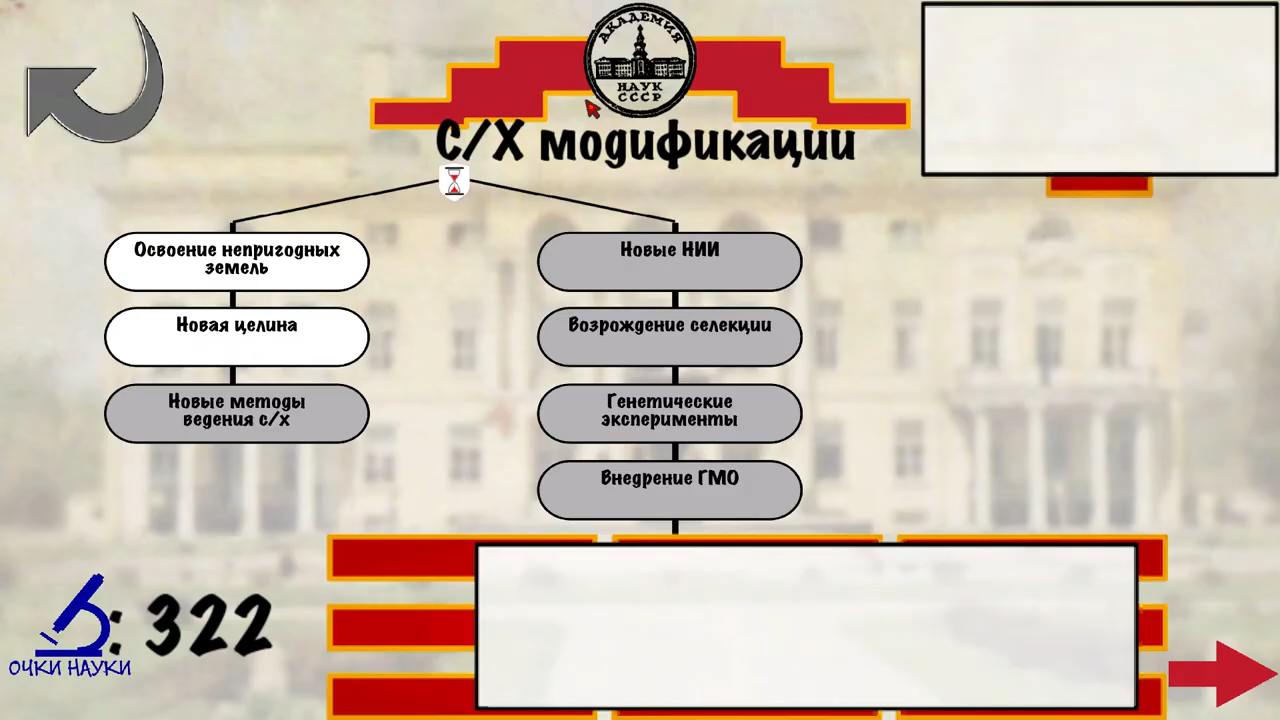 АКАДЕМИЯ
НАУК
СССР
С/Х модификации
Освоение непригодных
земель
Новая целина
Новые методы
ведения с/х
Новые НИИ
Возрождение селекции
Генетические
эксперименты
Внедрение ГМО
: 322
ОЧКИ НАУКИ